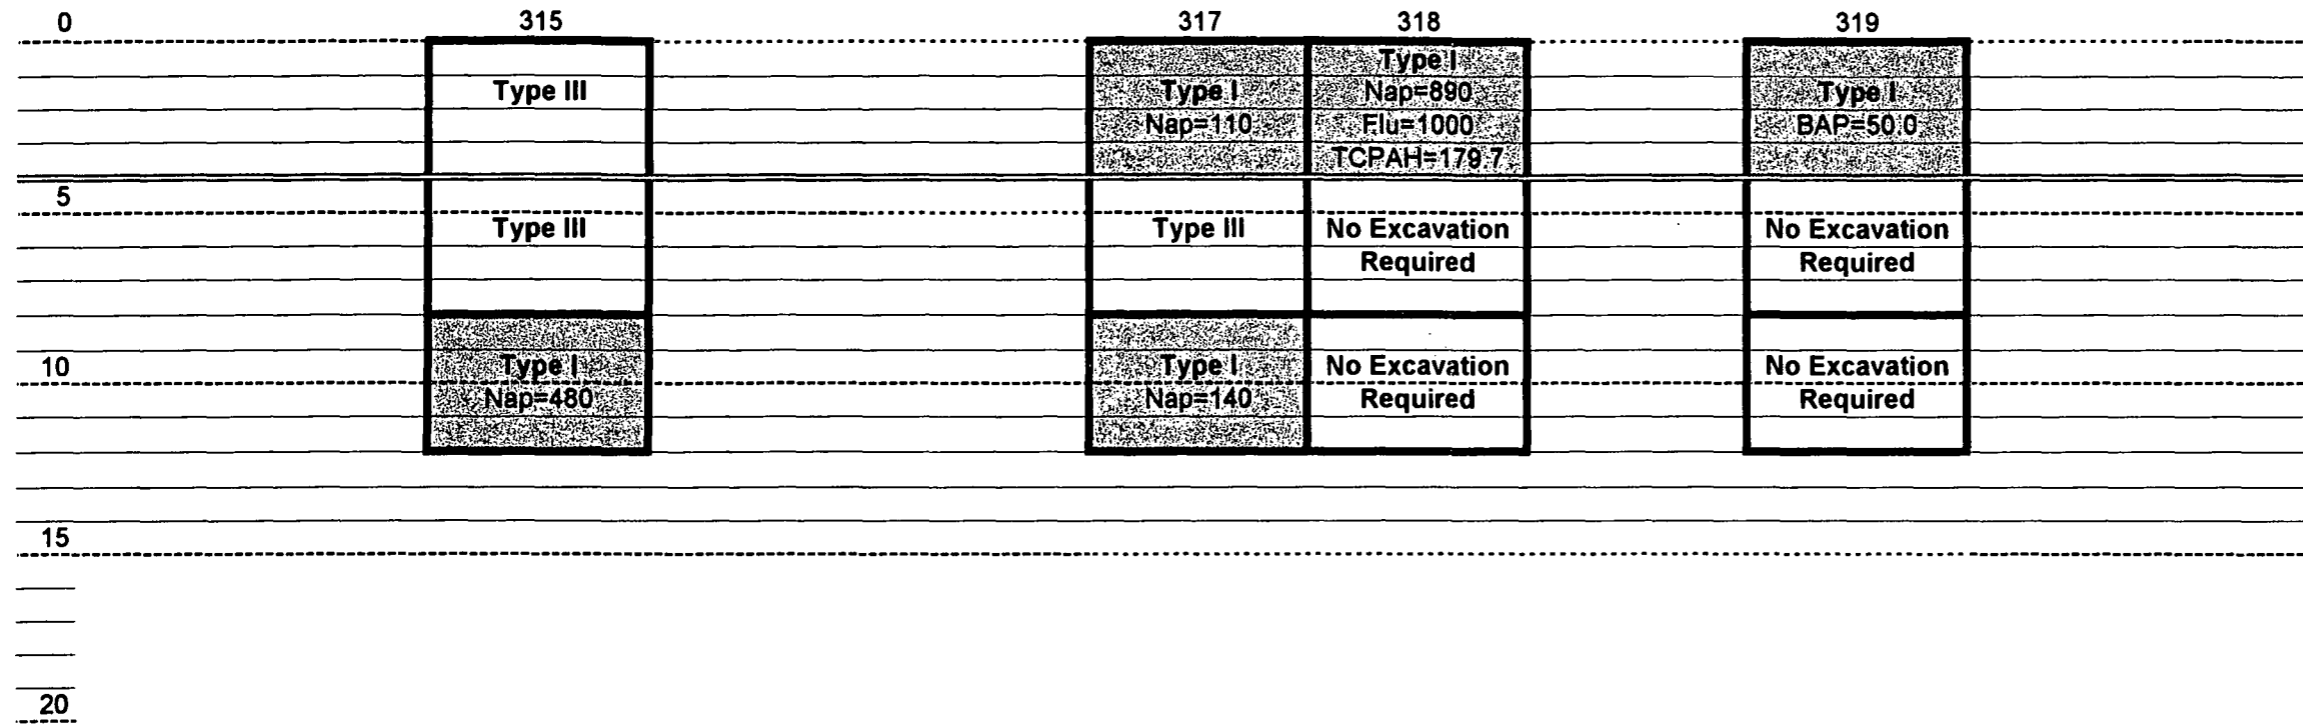 0 315 317 318 319
Type I
Type III Type I Nap=890 Type I
Nap=110 Flu=1000 BAP=50.0
TCPAH=179.7
5
Type III Type III No Excavation No Excavation
Required Required
10 Type I Type I No Excavation No Excavation
Nap=480 Nap=140 Required Required
15
20